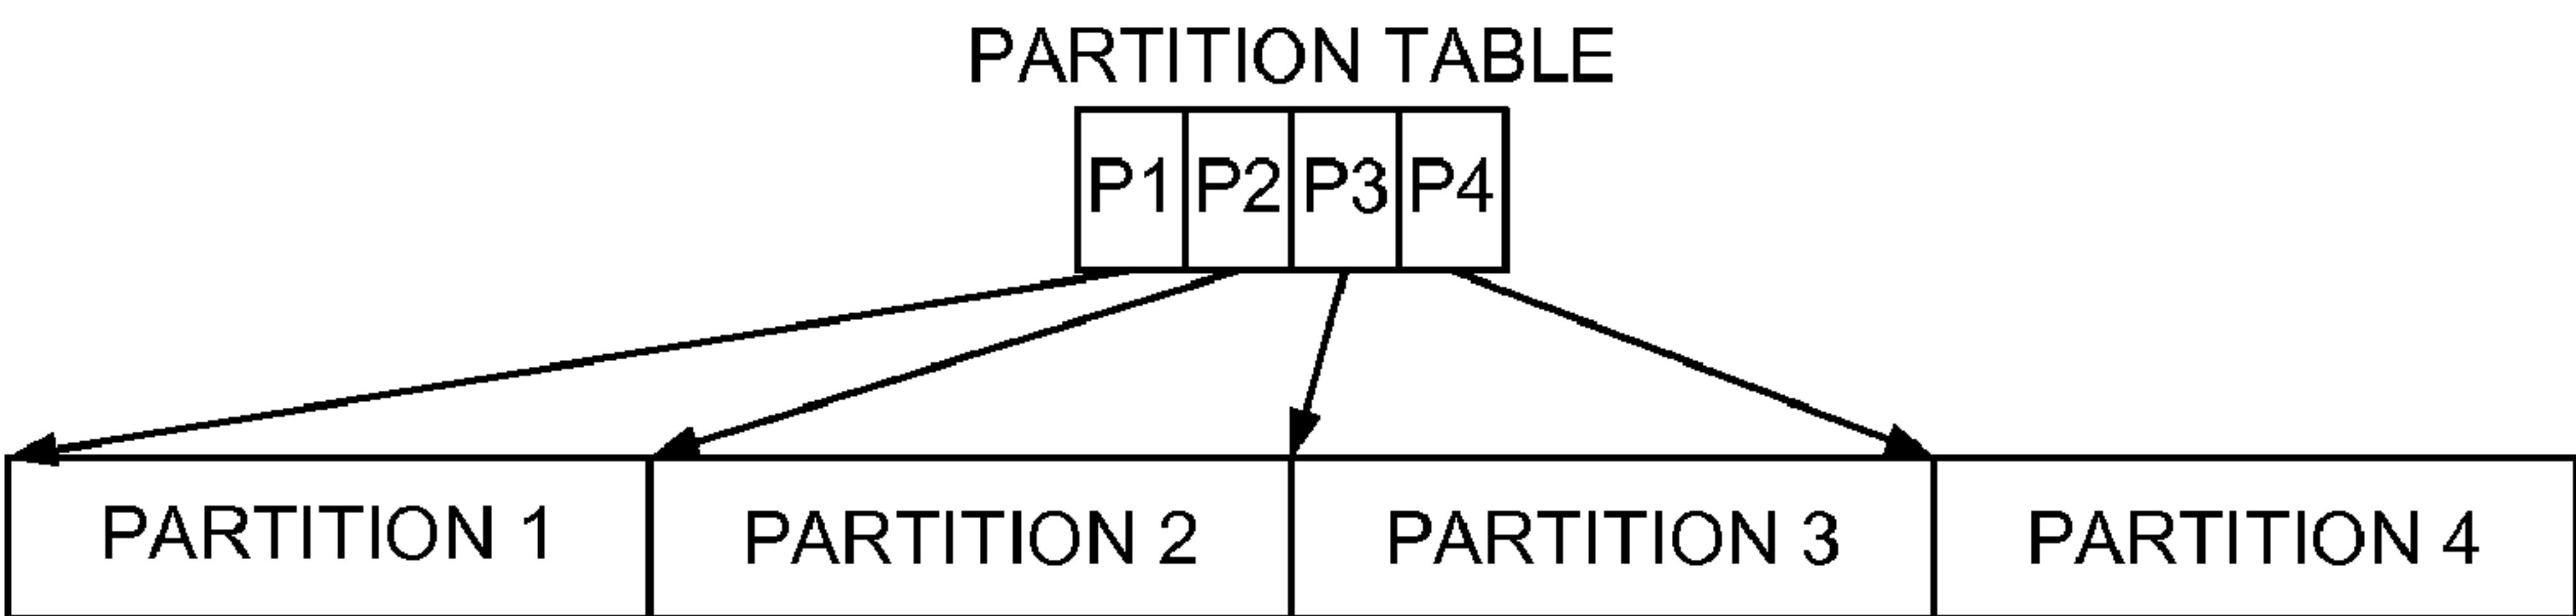 PARTITION TABLE
P1 P2 P3 P4
PARTITION 1 PARTITION 2 PARTITION 3 PARTITION 4